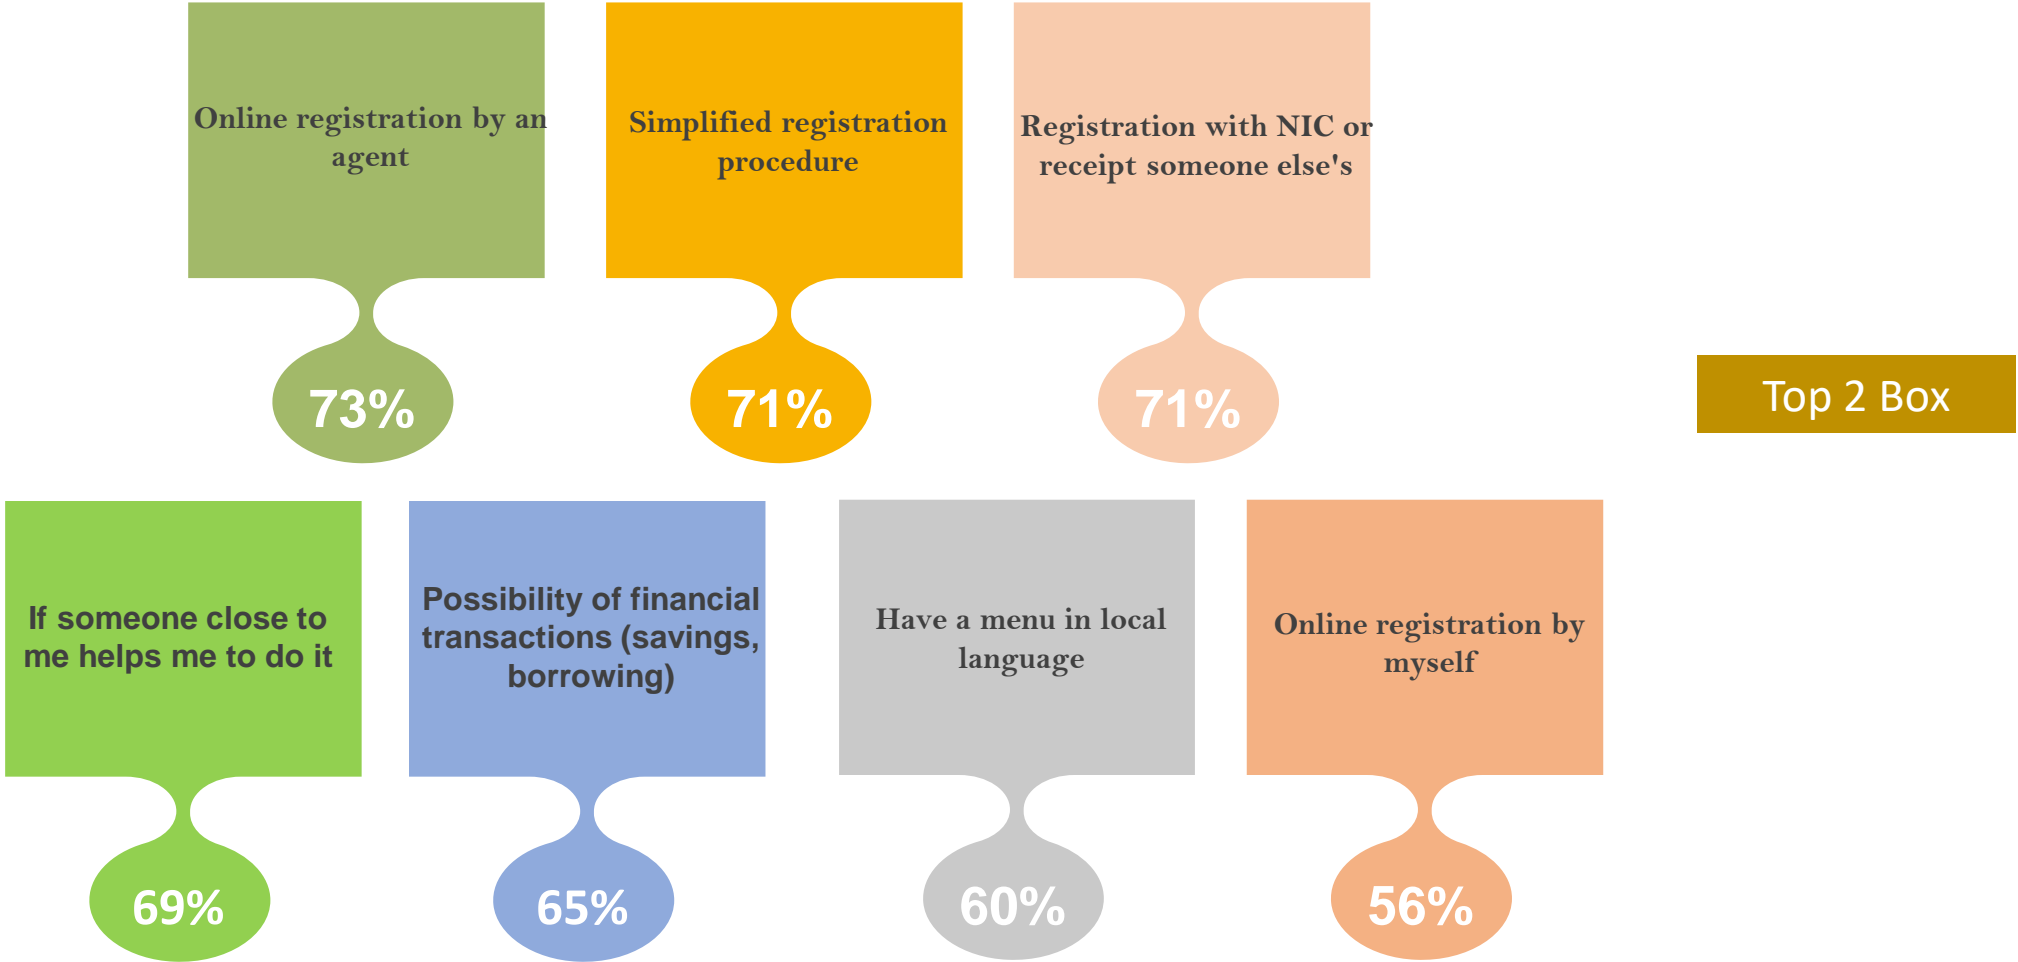 Online registration by an
agent
73%
Simplified registration
procedure
71%
Registration with NIC or
receipt someone else's
71%
Top 2 Box
If someone close to
me helps me to do it
69%
Possibility of financial
transactions (savings,
borrowing)
65%
Have a menu in local
language
60%
Online registration by
myself
56%